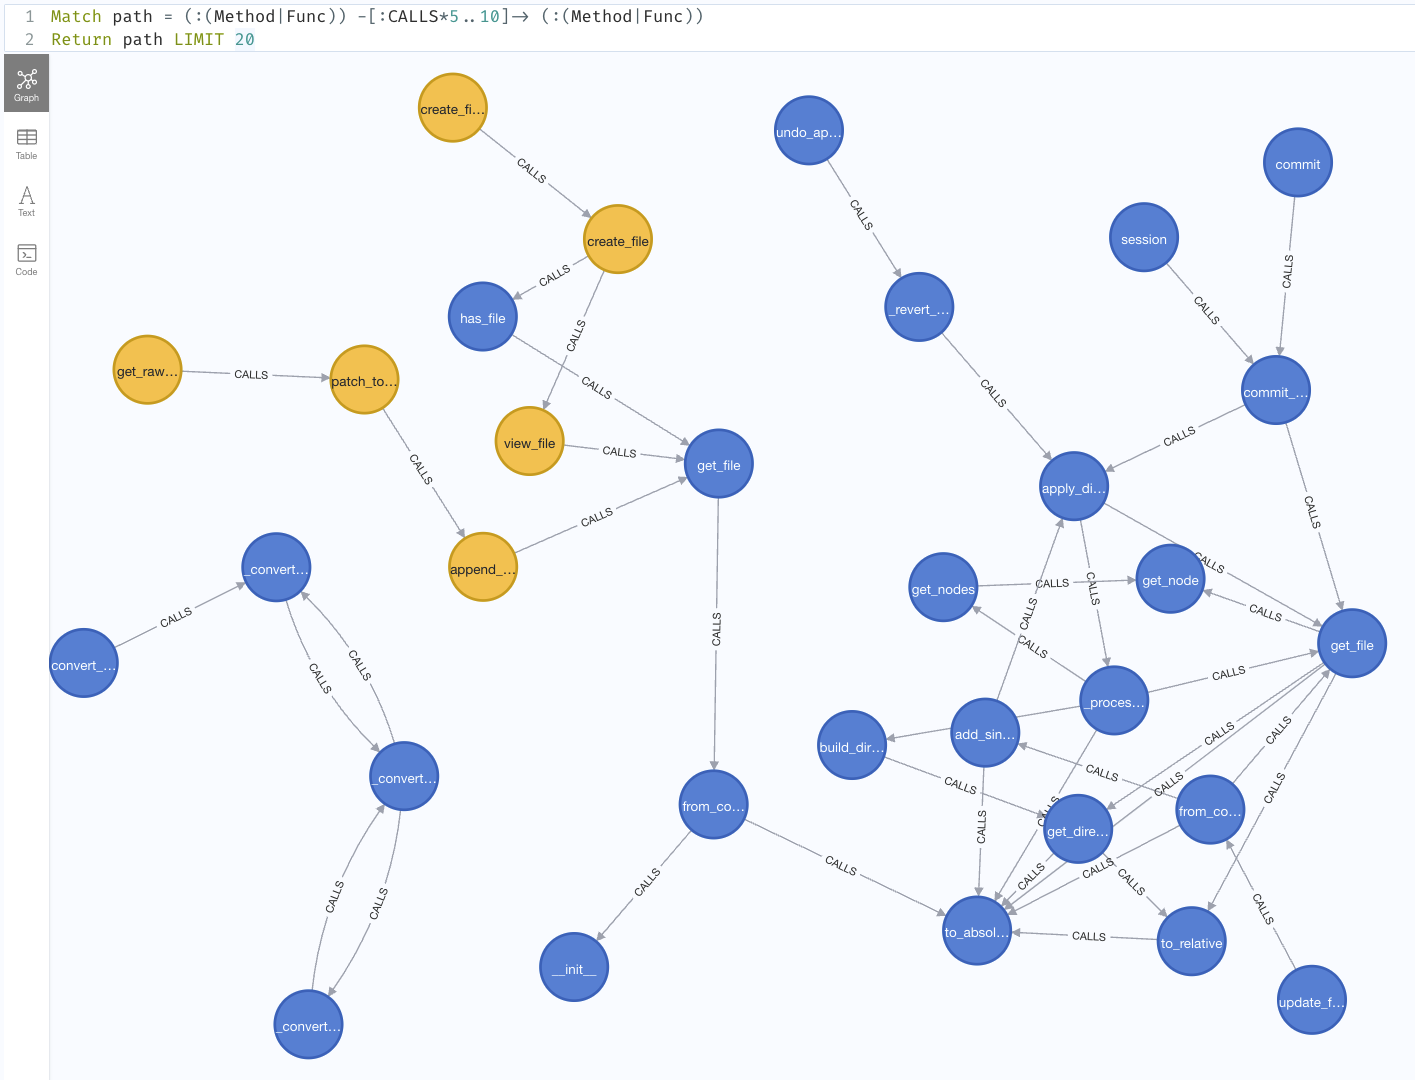 1 Match path = (:(Method|Func)) -[:CALLS*5..10]→ (:(Method|Func))
2 Return path LIMIT 20
Graph
Table
Text
Code
create_fi...
CALLS
create_file
CALLS
has_file
CALLS
CALLS
get_raw...
CALLS
patch_to...
CALLS
view_file
CALLS
get_file
CALLS
append_...
_convert...
CALLS
convert_...
CALLS
CALLS
_convert...
CALLS
CALLS
_convert...
CALLS
from_co...
CALLS
__init__
CALLS
undo_ap...
CALLS
_revert_...
CALLS
commit
session
CALLS
CALLS
commit_...
CALLS
CALLS
apply_di...
CALLS
get_nodes
CALLS
get_node
CALLS
CALLS
CALLS
CALLS
get_file
_proces...
CALLS
add_sin...
build_dir...
CALLS
CALLS
CALLS
CALLS
CALLS
CALLS
CALLS
from_co...
get_dire...
CALLS
CALLS
CALLS
CALLS
CALLS
to_absol...
CALLS
to_relative
CALLS
update_f...